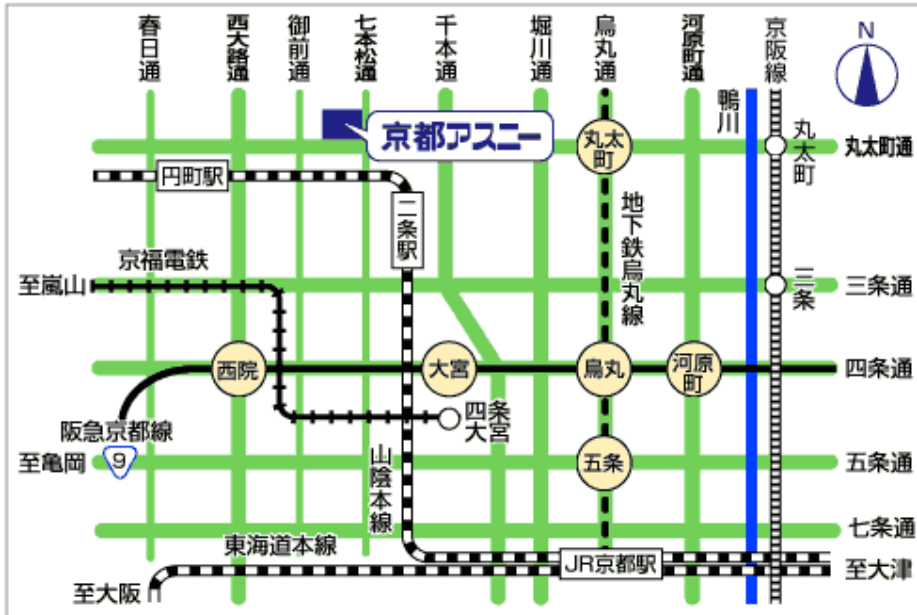 春日通
西大路通
御前通
七本松通
千本通
堀川通
烏丸通
河原町通
鴨川
京阪線
N
京都アスニー
丸太
町
丸太町
丸太町通
円町駅
二条駅
地下鉄烏丸線
京福電鉄
至嵐山
三条
三条通
西院
大宮
烏丸
河原
町
四条通
四条
大宮
阪急京都線
至亀岡
9
山陰本線
五条
五条通
七条通
東海道本線
JR京都駅
至大阪
至大津